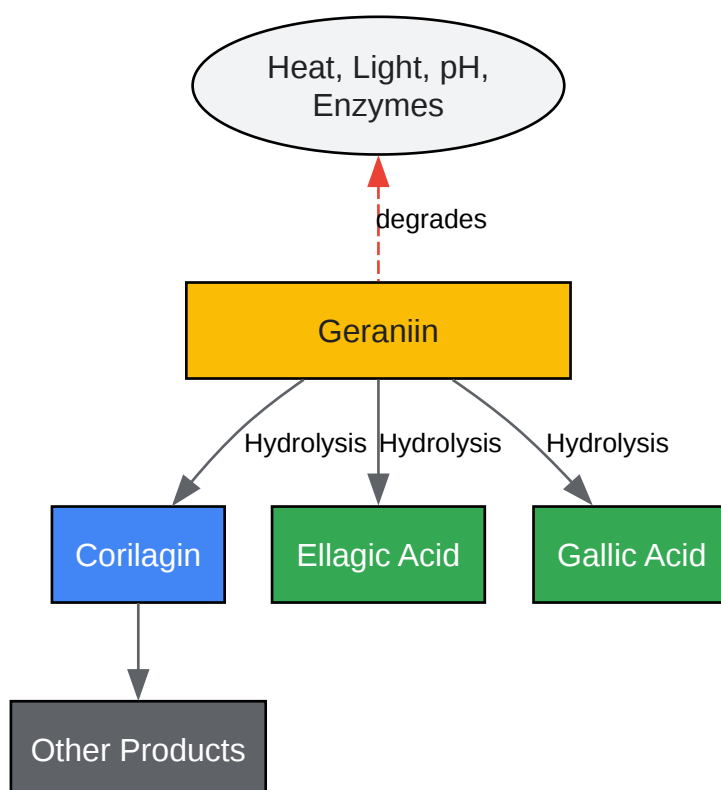 Heat, Light, pH,
Enzymes
degrades
Geraniin
Hydrolysis
Hydrolysis
Hydrolysis
Corilagin
Ellagic Acid
Gallic Acid
Other Products